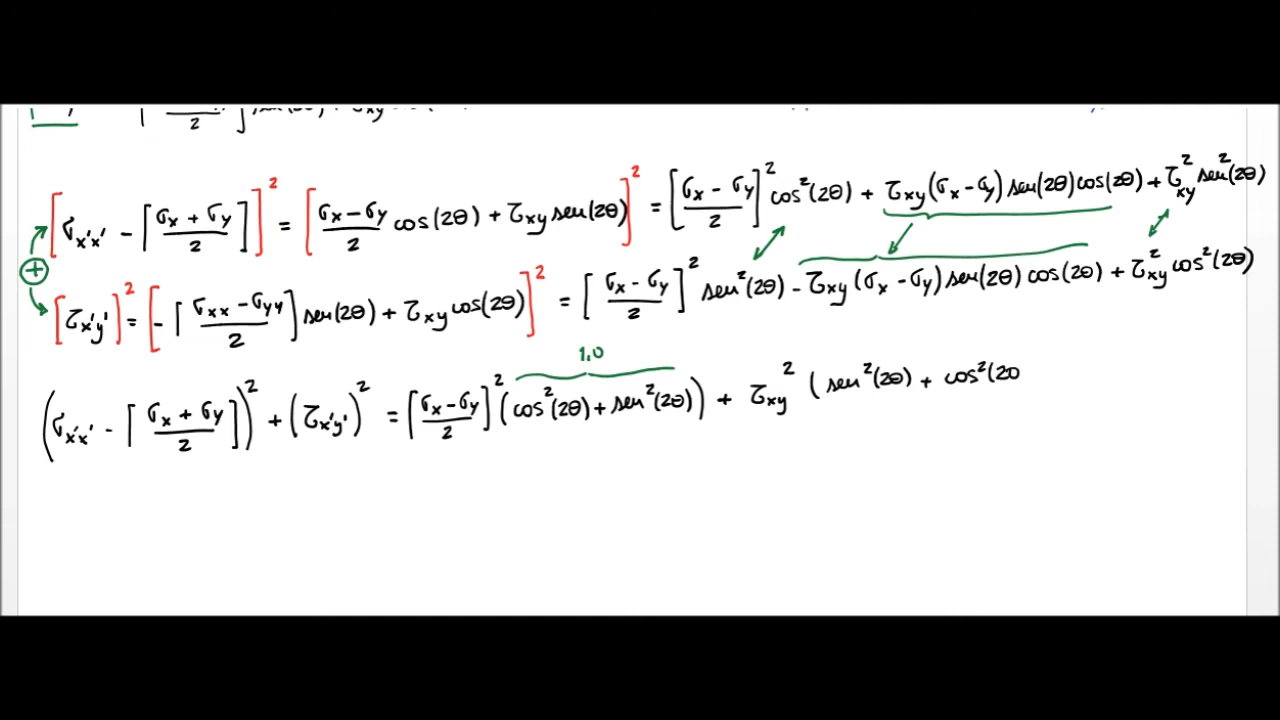 [σx'x' - [(σx + σy)/2]]² = [(σx - σy)/2 cos(2θ) + τxy sen(2θ)]² = [(σx - σy)/2]² cos²(2θ) + τxy(σx - σy) sen(2θ) cos(2θ) + τxy² sen²(2θ)
+
[τx'y']² = [-[(σxx - σyy)/2] sen(2θ) + τxy cos(2θ)]² = [(σx - σy)/2]² sen²(2θ) - τxy (σx - σy) sen(2θ) cos(2θ) + τxy² cos²(2θ)
1,0
(σx'x' - [(σx + σy)/2])² + (τx'y')² = [(σx - σy)/2]² (cos²(2θ) + sen²(2θ)) + τxy² (sen²(2θ) + cos²(2θ